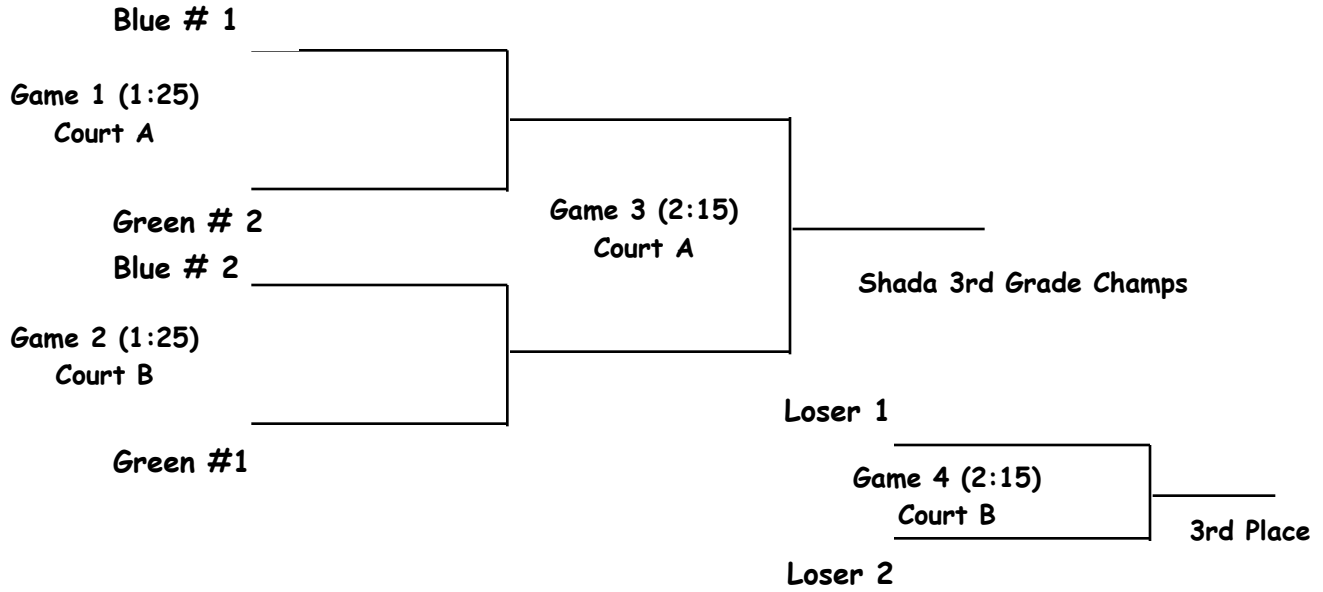 Blue # 1
Game 1 (1:25)
Court A
Green # 2
Blue # 2
Game 2 (1:25)
Court B
Green #1
Game 3 (2:15)
Court A
Shada 3rd Grade Champs
Loser 1
Game 4 (2:15)
Court B
3rd Place
Loser 2